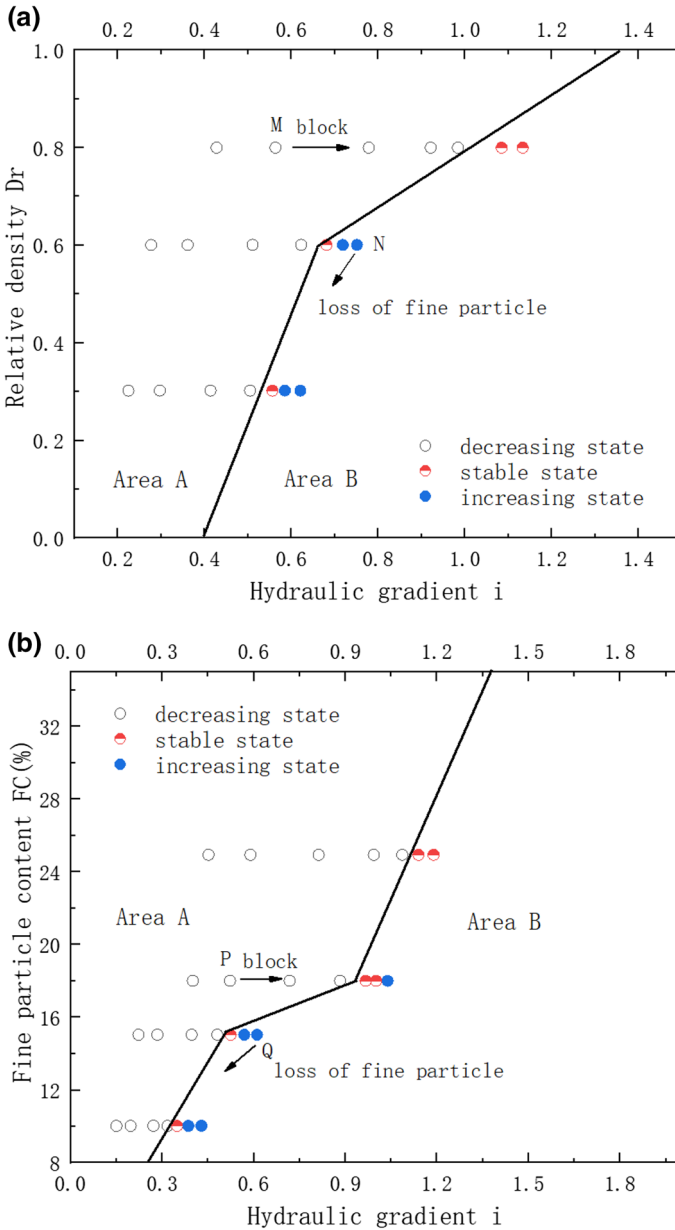 (a)
0.2 0.4 0.6 0.8 1.0 1.2 1.4
1.0
0.8
0.6
0.4
0.2
0.0
Relative density Dr
M block
N
loss of fine particle
Area A
Area B
decreasing state
stable state
increasing state
0.2 0.4 0.6 0.8 1.0 1.2 1.4
Hydraulic gradient i
(b)
0.0 0.3 0.6 0.9 1.2 1.5 1.8
decreasing state
stable state
increasing state
32
28
24
20
16
12
8
Fine particle content FC(%)
Area A
Area B
P block
Q
loss of fine particle
0.0 0.3 0.6 0.9 1.2 1.5 1.8
Hydraulic gradient i